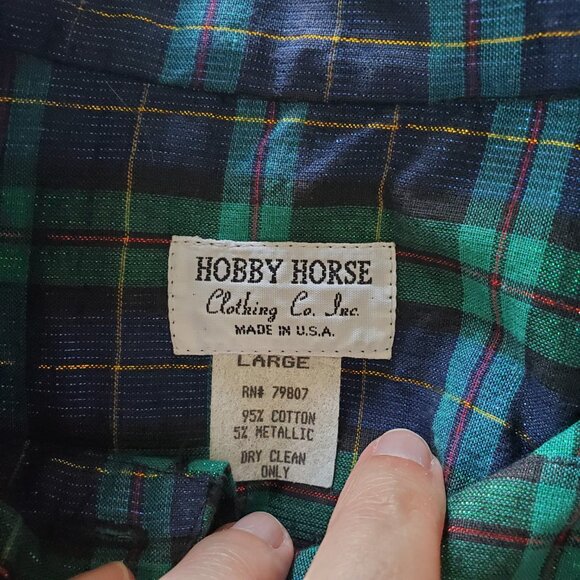 HOBBY HORSE
Clothing Co. Inc.
MADE IN U.S.A.
LARGE
RN# 79807
95% COTTON
5% METALLIC
DRY CLEAN
ONLY